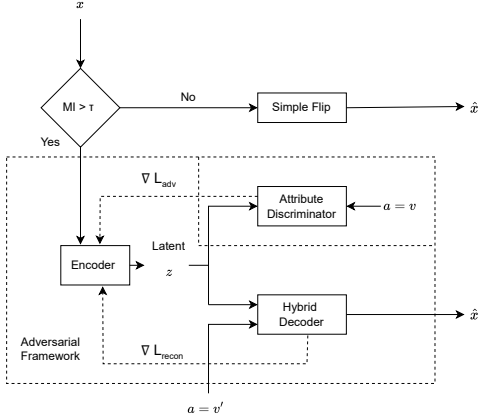 x
MI > τ
No
Simple Flip
x̂
Yes
∇ L_adv
Attribute
Discriminator
a = v
Latent
z
Encoder
Hybrid
Decoder
x̂
Adversarial
Framework
∇ L_recon
a = v′